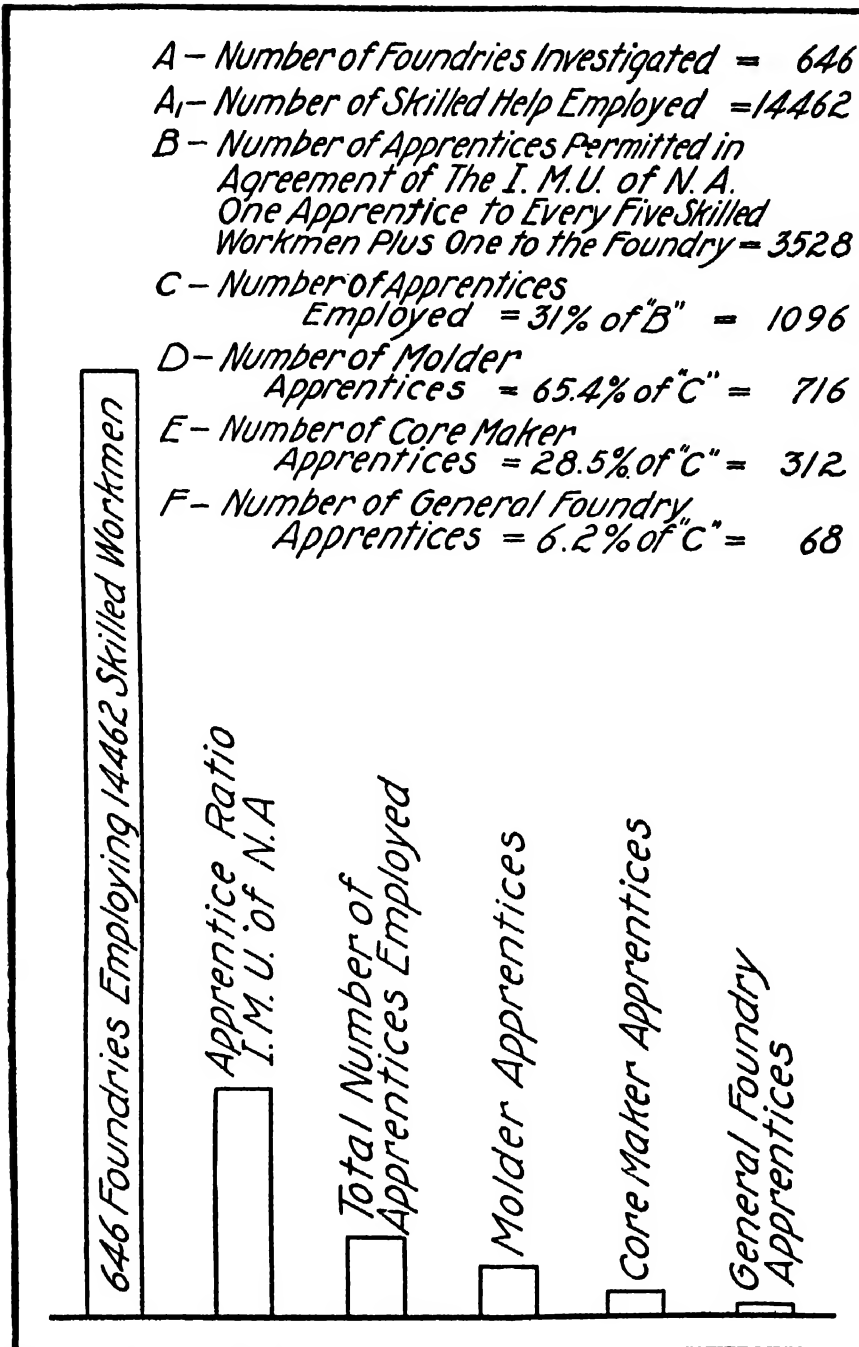 A - Number of Foundries Investigated = 646
A1 - Number of Skilled Help Employed = 14462
B - Number of Apprentices Permitted in
Agreement of The I. M.U. of N. A.
One Apprentice to Every Five Skilled
Workmen Plus One to the Foundry = 3528
C - Number of Apprentices
Employed = 31% of "B" = 1096
D - Number of Molder
Apprentices = 65.4% of "C" = 716
E - Number of Core Maker
Apprentices = 28.5% of "C" = 312
F - Number of General Foundry
Apprentices = 6.2% of "C" = 68
646 Foundries Employing 14462 Skilled Workmen
Apprentice Ratio
I.M.U. of N.A
Total Number of
Apprentices Employed
Molder Apprentices
Core Maker Apprentices
General Foundry
Apprentices